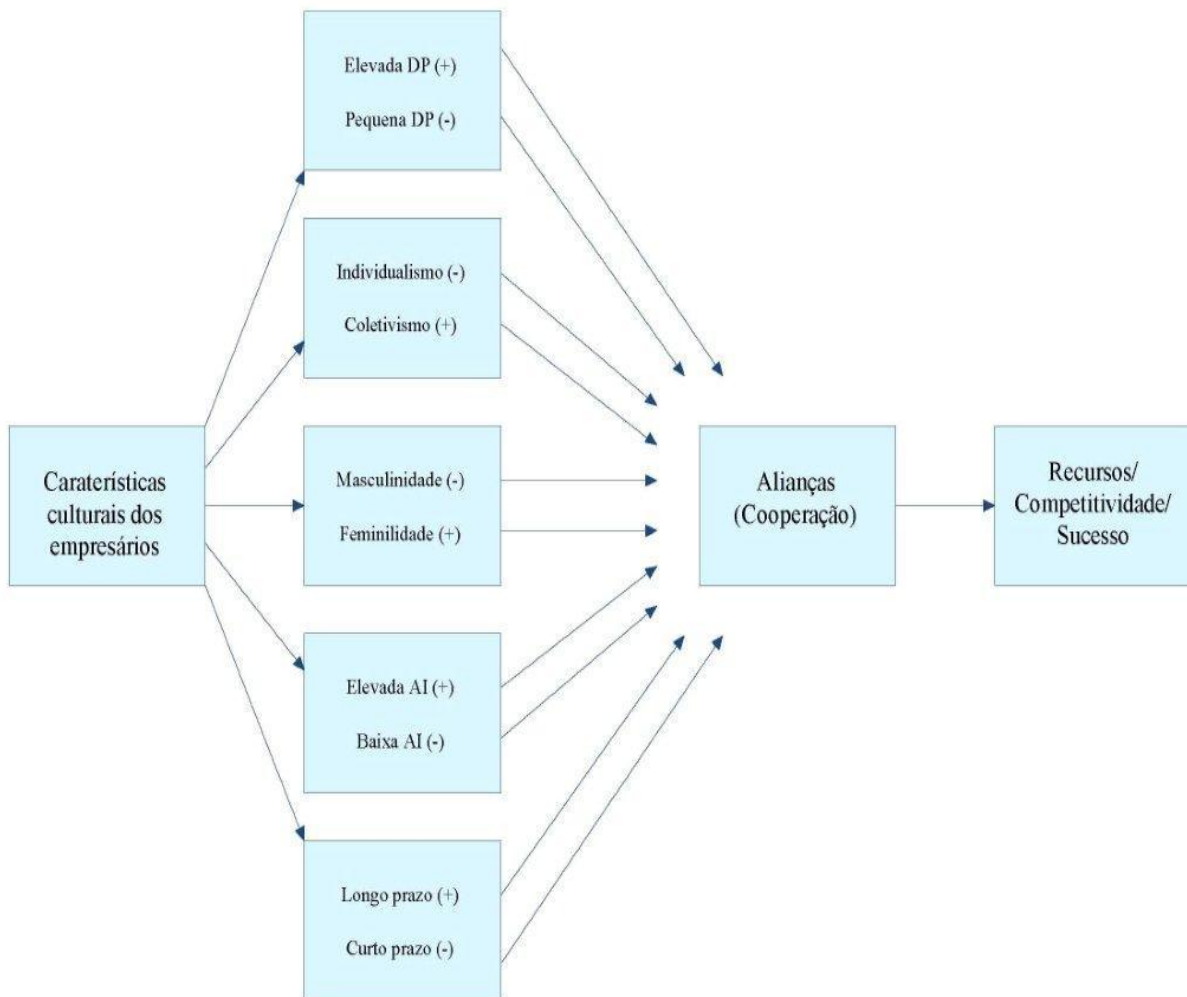 Elevada DP (+)
Pequena DP (-)
Individualismo (-)
Coletivismo (+)
Caraterísticas
culturais dos
empresários
Masculinidade (-)
Feminilidade (+)
Alianças
(Cooperação)
Recursos/
Competitividade/
Sucesso
Elevada AI (+)
Baixa AI (-)
Longo prazo (+)
Curto prazo (-)